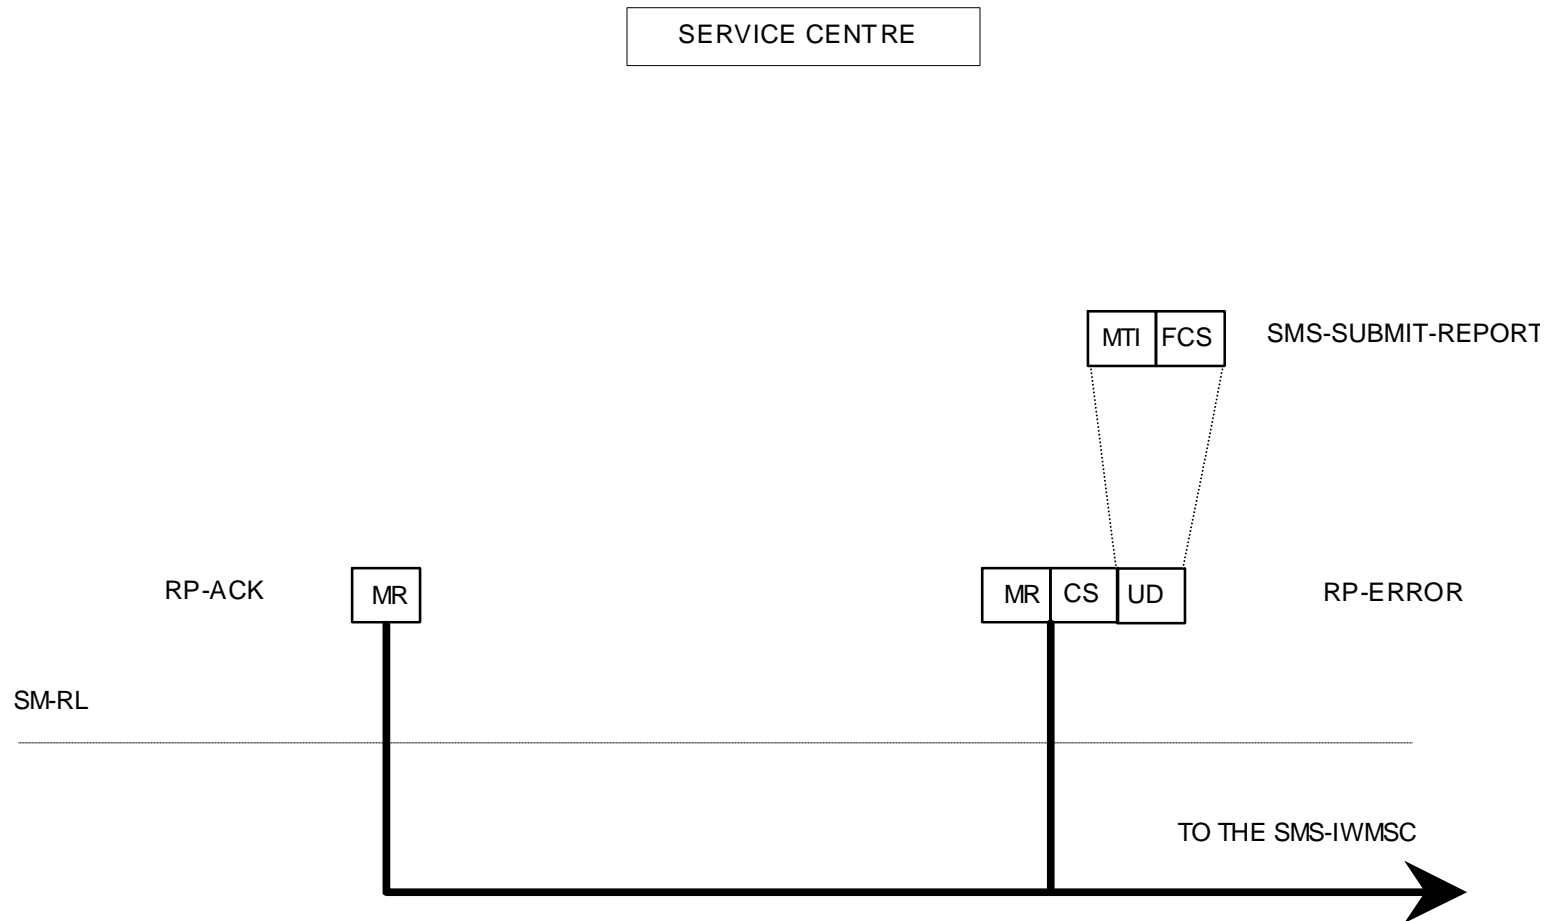 SERVICE CENTRE
MTI FCS SMS-SUBMIT-REPORT
RP-ACK MR MR CS UD RP-ERROR
SM-RL
TO THE SMS-IWMSC